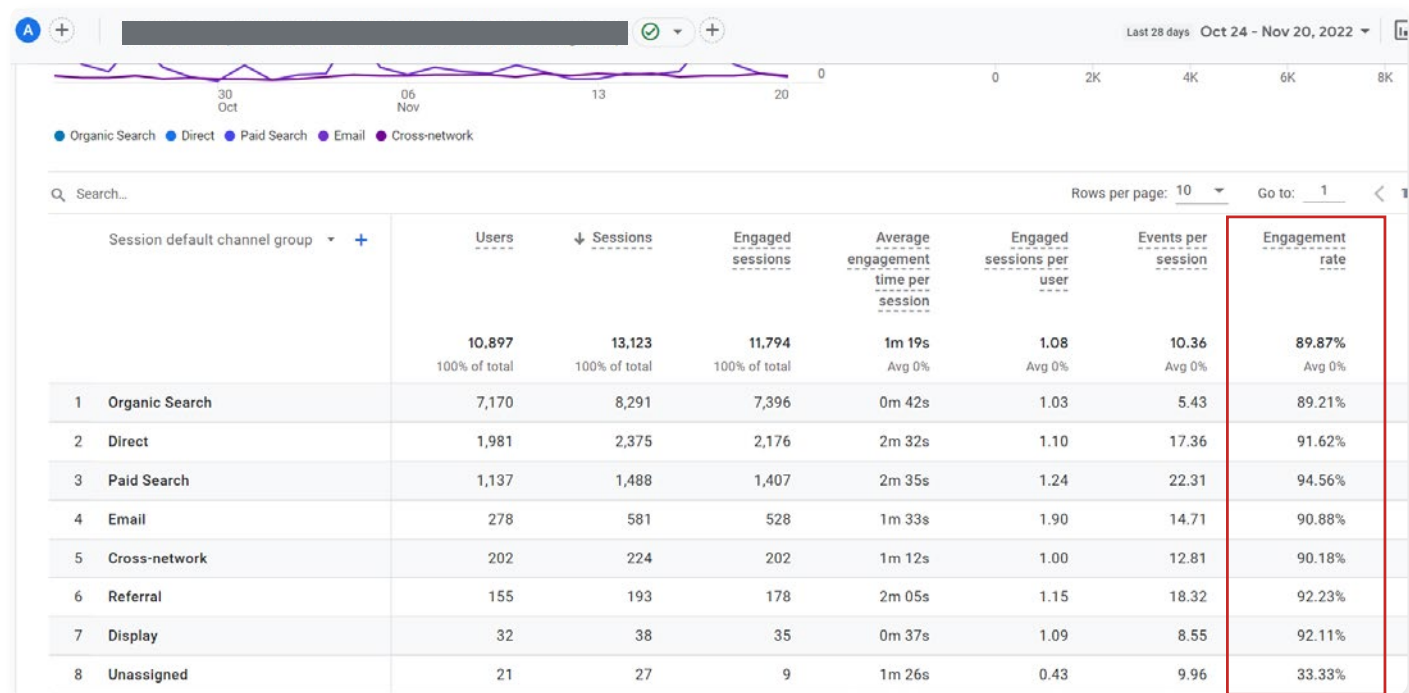 A
Last 28 days Oct 24 - Nov 20, 2022
0 0 2K 4K 6K 8K
30 06 13 20
Oct Nov
Organic Search Direct Paid Search Email Cross-network
Search... Rows per page: 10 Go to: 1
Session default channel group Users Sessions Engaged Average Engaged Events per Engagement
sessions engagement sessions per session rate
time per user
session
10,897 13,123 11,794 1m 19s 1.08 10.36 89.87%
100% of total 100% of total 100% of total Avg 0% Avg 0% Avg 0% Avg 0%
1 Organic Search 7,170 8,291 7,396 0m 42s 1.03 5.43 89.21%
2 Direct 1,981 2,375 2,176 2m 32s 1.10 17.36 91.62%
3 Paid Search 1,137 1,488 1,407 2m 35s 1.24 22.31 94.56%
4 Email 278 581 528 1m 33s 1.90 14.71 90.88%
5 Cross-network 202 224 202 1m 12s 1.00 12.81 90.18%
6 Referral 155 193 178 2m 05s 1.15 18.32 92.23%
7 Display 32 38 35 0m 37s 1.09 8.55 92.11%
8 Unassigned 21 27 9 1m 26s 0.43 9.96 33.33%